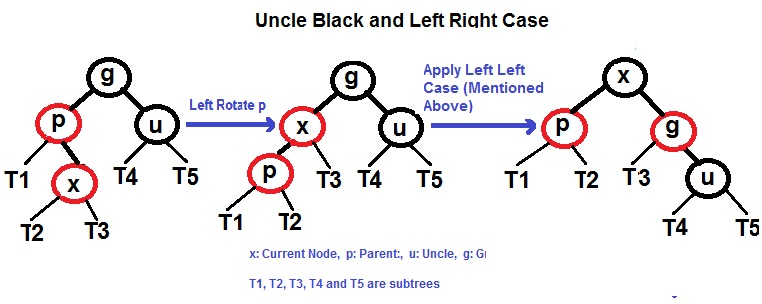 Uncle Black and Left Right Case
g
p
u
T1
x
T4
T5
T2
T3
Left Rotate p
g
x
u
p
T3
T4
T5
T1
T2
Apply Left Left
Case (Mentioned
Above)
x
p
g
T1
T2
T3
u
T4
T5
x: Current Node, p: Parent:, u: Uncle, g: G
T1, T2, T3, T4 and T5 are subtrees